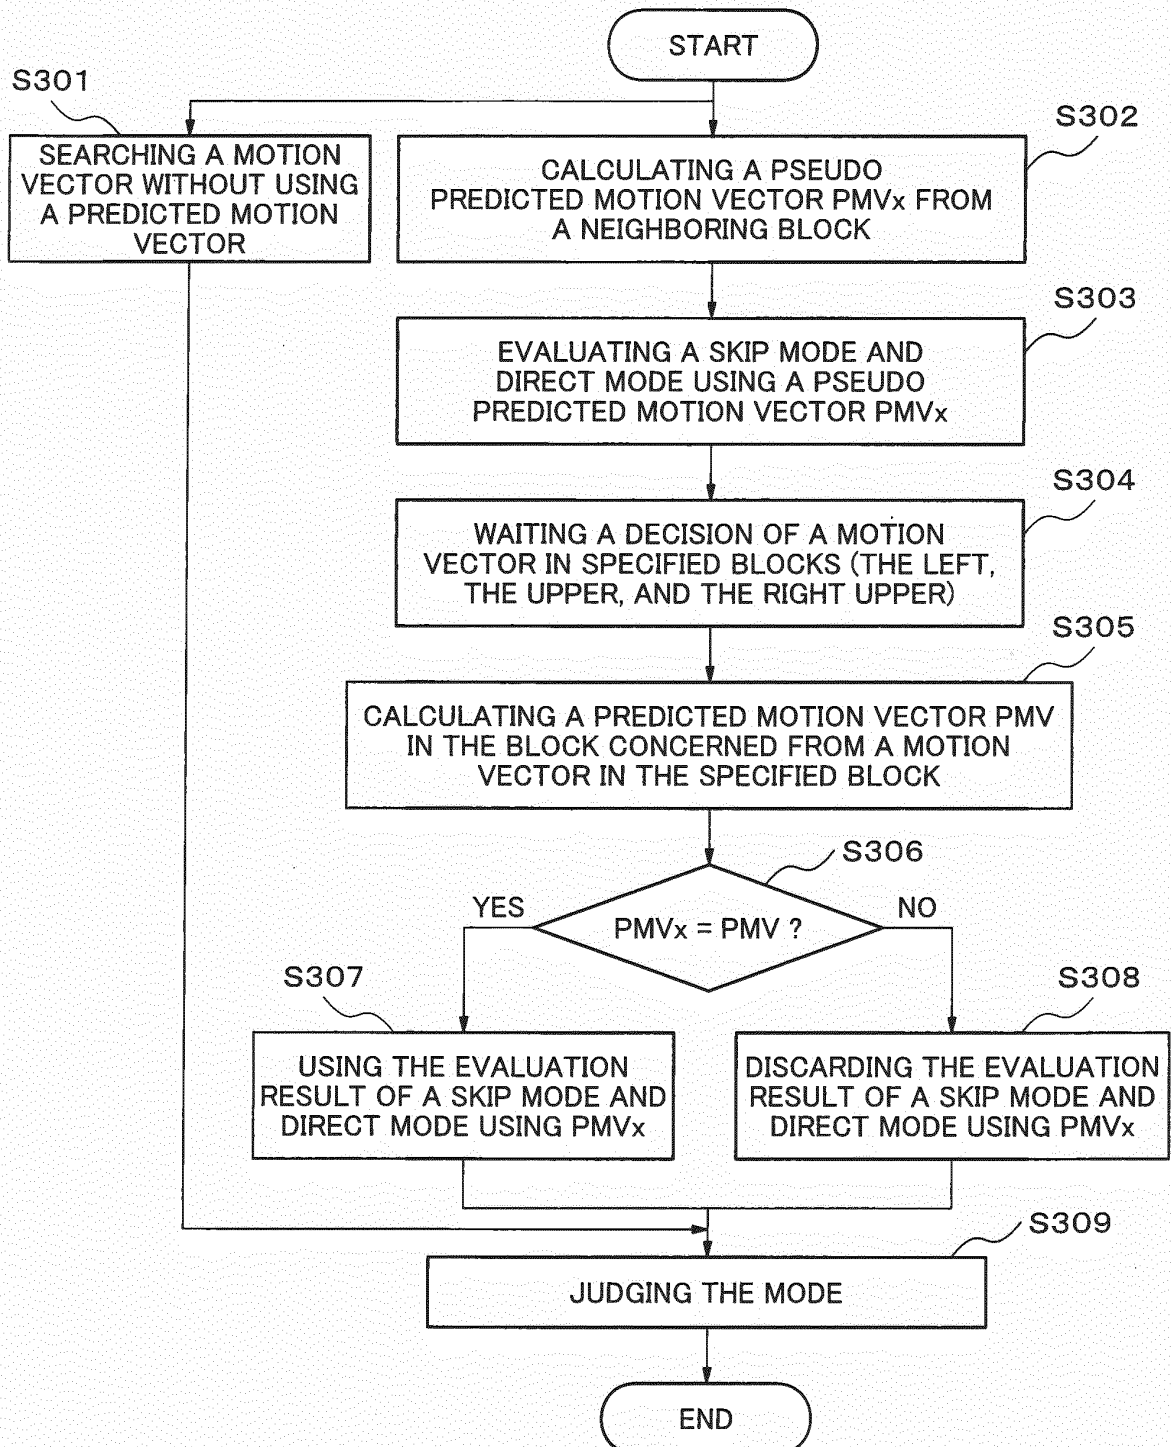 START
S301
SEARCHING A MOTION
VECTOR WITHOUT USING
A PREDICTED MOTION
VECTOR
S302
CALCULATING A PSEUDO
PREDICTED MOTION VECTOR PMVx FROM
A NEIGHBORING BLOCK
S303
EVALUATING A SKIP MODE AND
DIRECT MODE USING A PSEUDO
PREDICTED MOTION VECTOR PMVx
S304
WAITING A DECISION OF A MOTION
VECTOR IN SPECIFIED BLOCKS (THE LEFT,
THE UPPER, AND THE RIGHT UPPER)
S305
CALCULATING A PREDICTED MOTION VECTOR PMV
IN THE BLOCK CONCERNED FROM A MOTION
VECTOR IN THE SPECIFIED BLOCK
S306
PMVx = PMV ?
YES
NO
S307
USING THE EVALUATION
RESULT OF A SKIP MODE AND
DIRECT MODE USING PMVx
S308
DISCARDING THE EVALUATION
RESULT OF A SKIP MODE AND
DIRECT MODE USING PMVx
S309
JUDGING THE MODE
END